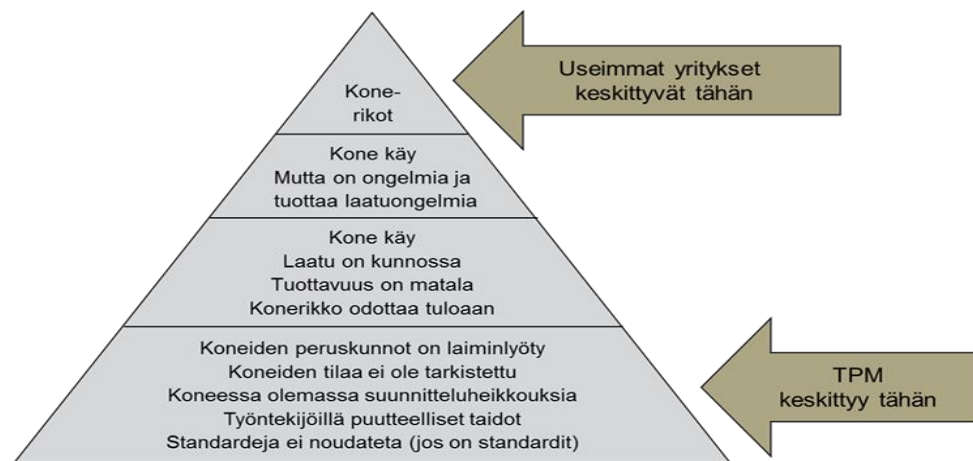 Useimmat yritykset
keskittyvät tähän
Kone-
rikot
Kone käy
Mutta on ongelmia ja
tuottaa laatuongelmia
Kone käy
Laatu on kunnossa
Tuottavuus on matala
Konerikko odottaa tuloaan
Koneiden peruskunnot on laiminlyöty
Koneiden tilaa ei ole tarkistettu
Koneessa olemassa suunnitteluheikkouksia
Työntekijöillä puutteelliset taidot
Standardeja ei noudateta (jos on standardit)
TPM
keskittyy tähän